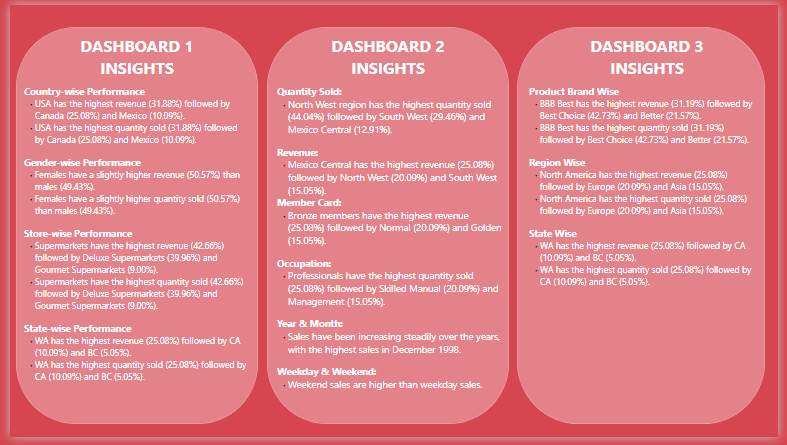 DASHBOARD 1
INSIGHTS
Country-wise Performance
• USA has the highest revenue (31.88%) followed by
Canada (25.08%) and Mexico (10.09%).
• USA has the highest quantity sold (31.88%) followed
by Canada (25.08%) and Mexico (10.09%).
Gender-wise Performance
• Females have a slightly higher revenue (50.57%) than
males (49.43%).
• Females have a slightly higher quantity sold (50.57%)
than males (49.43%).
Store-wise Performance
• Supermarkets have the highest revenue (42.66%)
followed by Deluxe Supermarkets (39.96%) and
Gourmet Supermarkets (9.00%).
• Supermarkets have the highest quantity sold (42.66%)
followed by Deluxe Supermarkets (39.96%) and
Gourmet Supermarkets (9.00%).
State-wise Performance
• WA has the highest revenue (25.08%) followed by CA
(10.09%) and BC (5.05%).
• WA has the highest quantity sold (25.08%) followed by
CA (10.09%) and BC (5.05%).
DASHBOARD 2
INSIGHTS
Quantity Sold:
• North West region has the highest quantity sold
(44.04%) followed by South West (29.46%) and
Mexico Central (12.91%).
Revenue:
• Mexico Central has the highest revenue (25.08%)
followed by North West (20.09%) and South West
(15.05%).
Member Card:
• Bronze members have the highest revenue
(25.08%) followed by Normal (20.09%) and Golden
(15.05%).
Occupation:
• Professionals have the highest quantity sold
(25.08%) followed by Skilled Manual (20.09%) and
Management (15.05%).
Year & Month:
• Sales have been increasing steadily over the years,
with the highest sales in December 1998.
Weekday & Weekend:
• Weekend sales are higher than weekday sales.
DASHBOARD 3
INSIGHTS
Product Brand Wise
• BBB Best has the highest revenue (31.19%) followed by
Best Choice (42.73%) and Better (21.57%).
• BBB Best has the highest quantity sold (31.19%)
followed by Best Choice (42.73%) and Better (21.57%).
Region Wise
• North America has the highest revenue (25.08%)
followed by Europe (20.09%) and Asia (15.05%).
• North America has the highest quantity sold (25.08%)
followed by Europe (20.09%) and Asia (15.05%).
State Wise
• WA has the highest revenue (25.08%) followed by CA
(10.09%) and BC (5.05%).
• WA has the highest quantity sold (25.08%) followed by
CA (10.09%) and BC (5.05%).